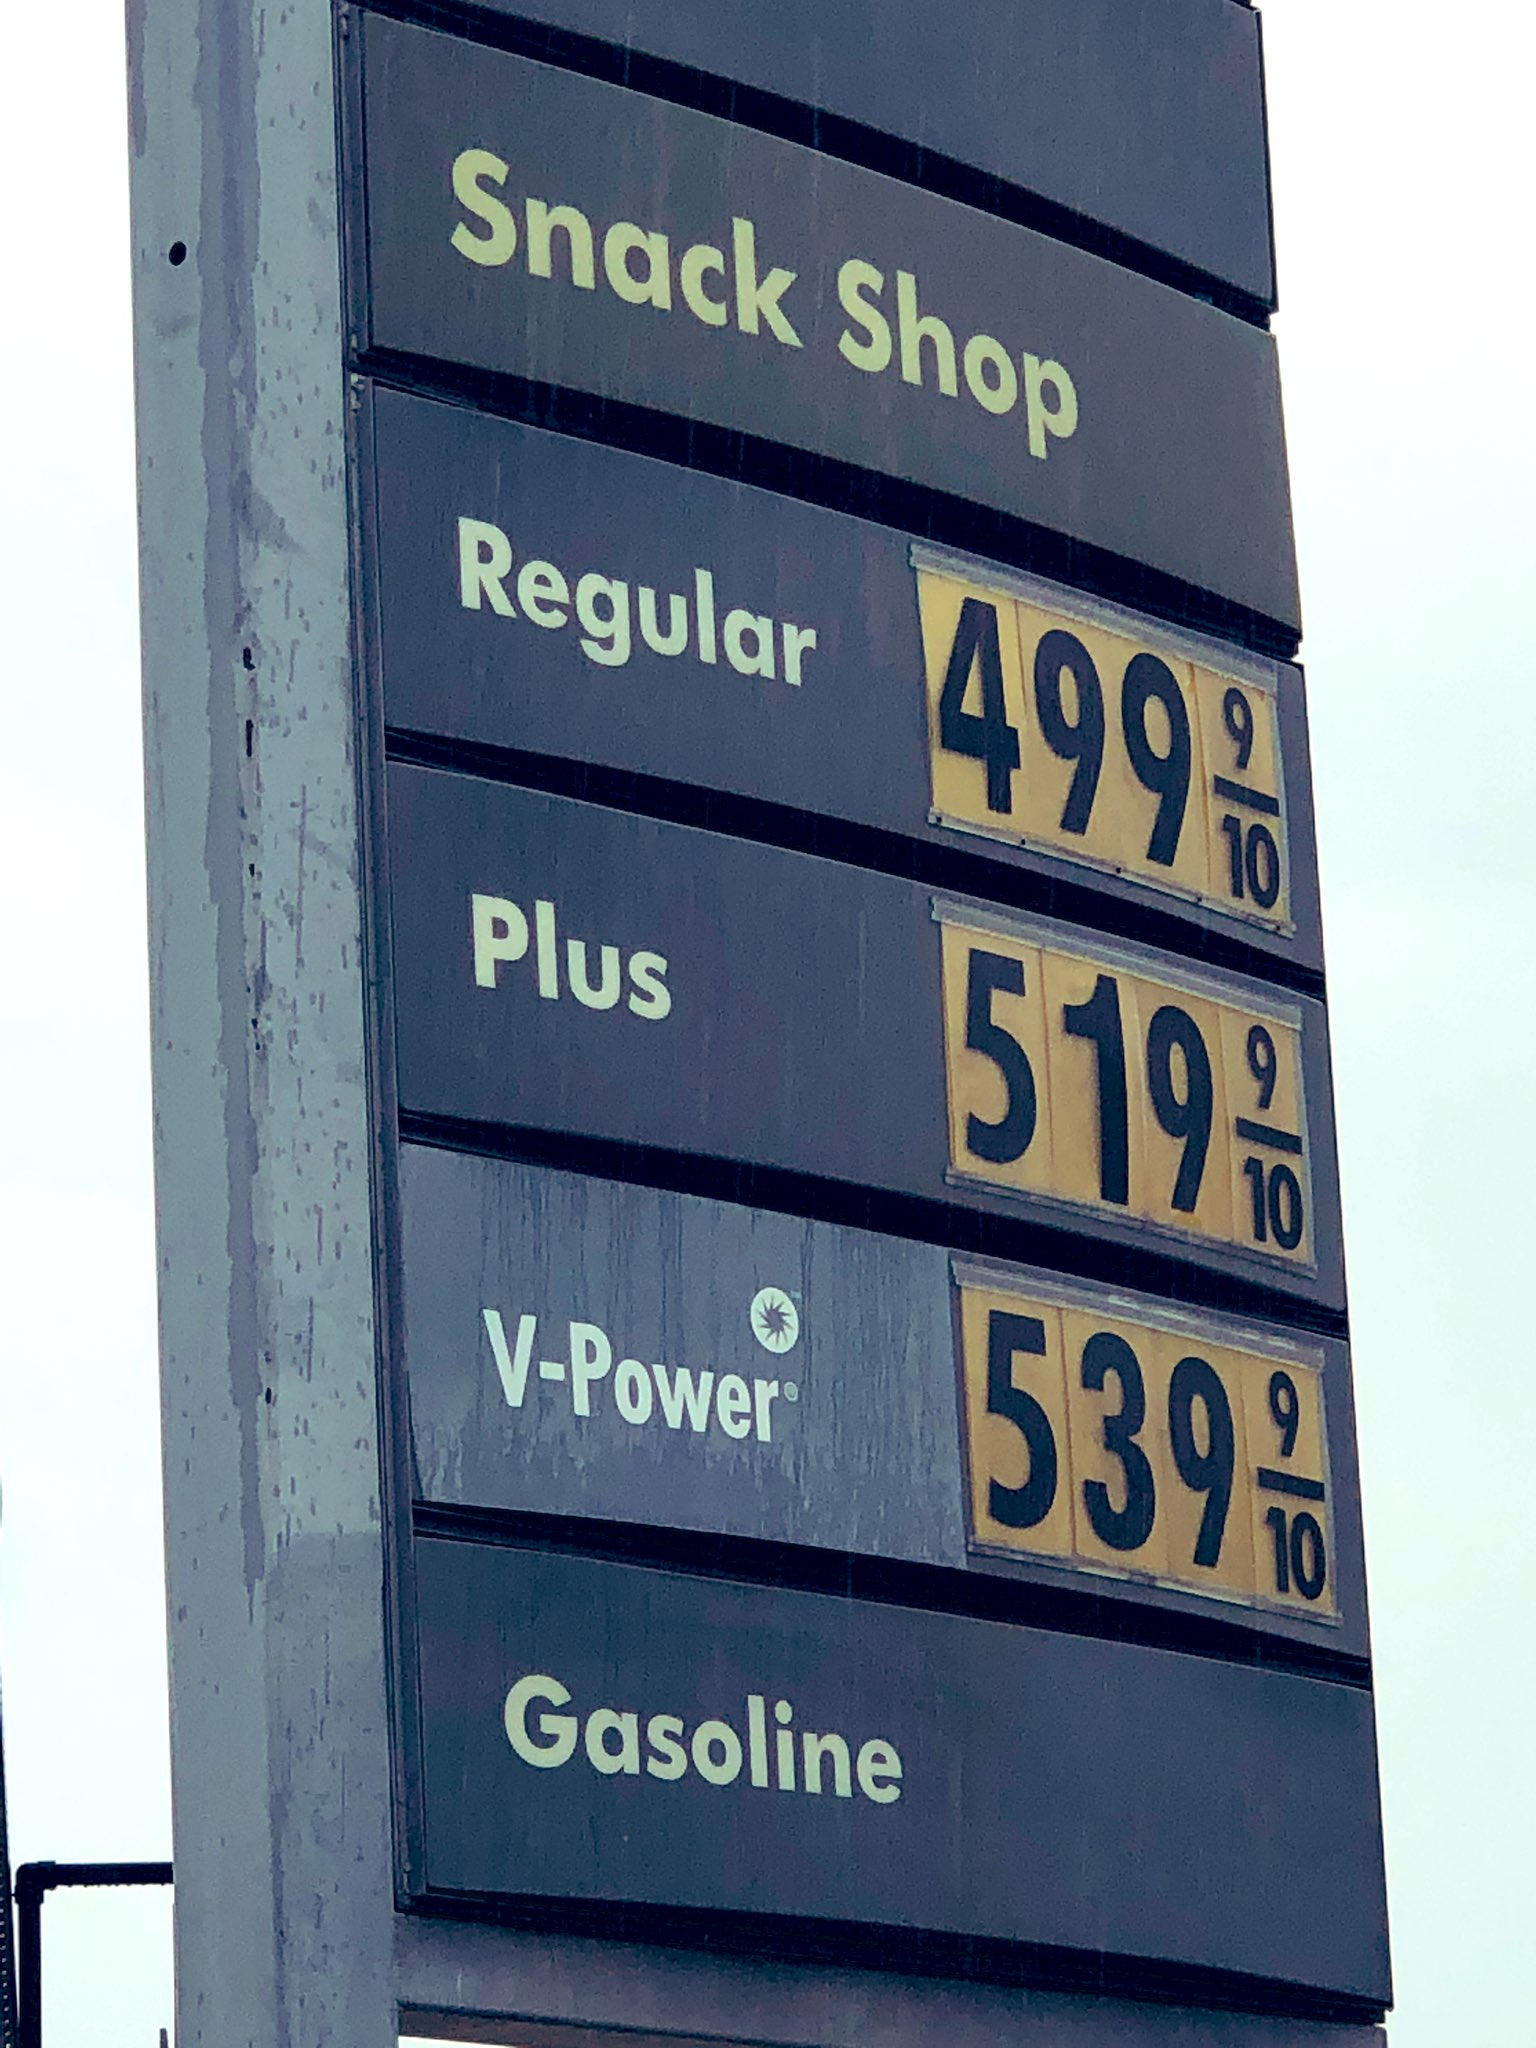 Snack Shop
Regular 499 9/10
Plus 519 9/10
V-Power® 539 9/10
Gasoline